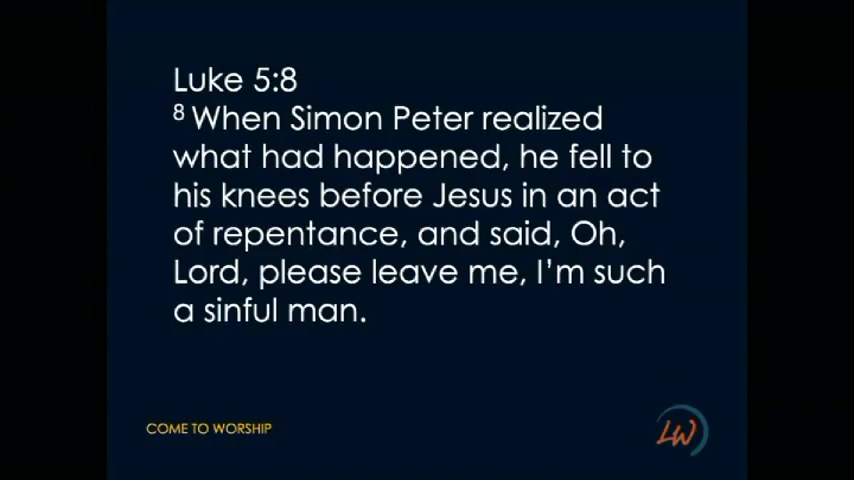 Luke 5:8
8 When Simon Peter realized
what had happened, he fell to
his knees before Jesus in an act
of repentance, and said, Oh,
Lord, please leave me, I'm such
a sinful man.
COME TO WORSHIP
LW